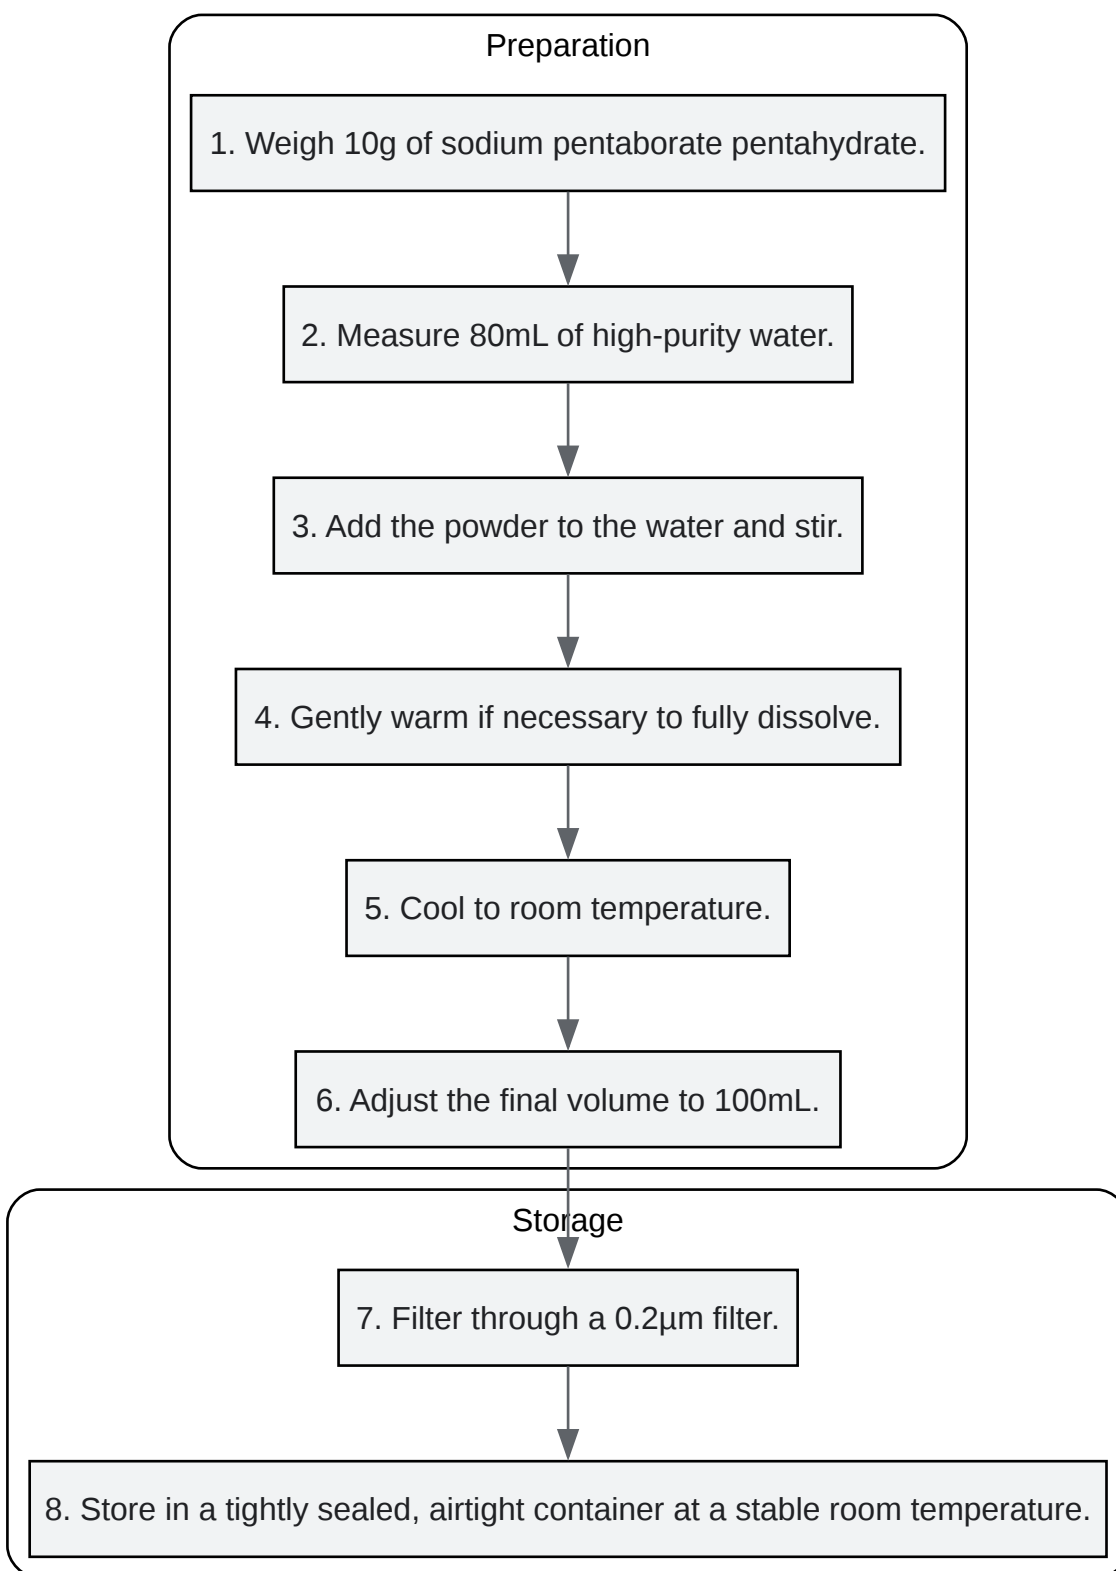 Preparation
1. Weigh 10g of sodium pentaborate pentahydrate.
2. Measure 80mL of high-purity water.
3. Add the powder to the water and stir.
4. Gently warm if necessary to fully dissolve.
5. Cool to room temperature.
6. Adjust the final volume to 100mL.
Storage
7. Filter through a 0.2µm filter.
8. Store in a tightly sealed, airtight container at a stable room temperature.